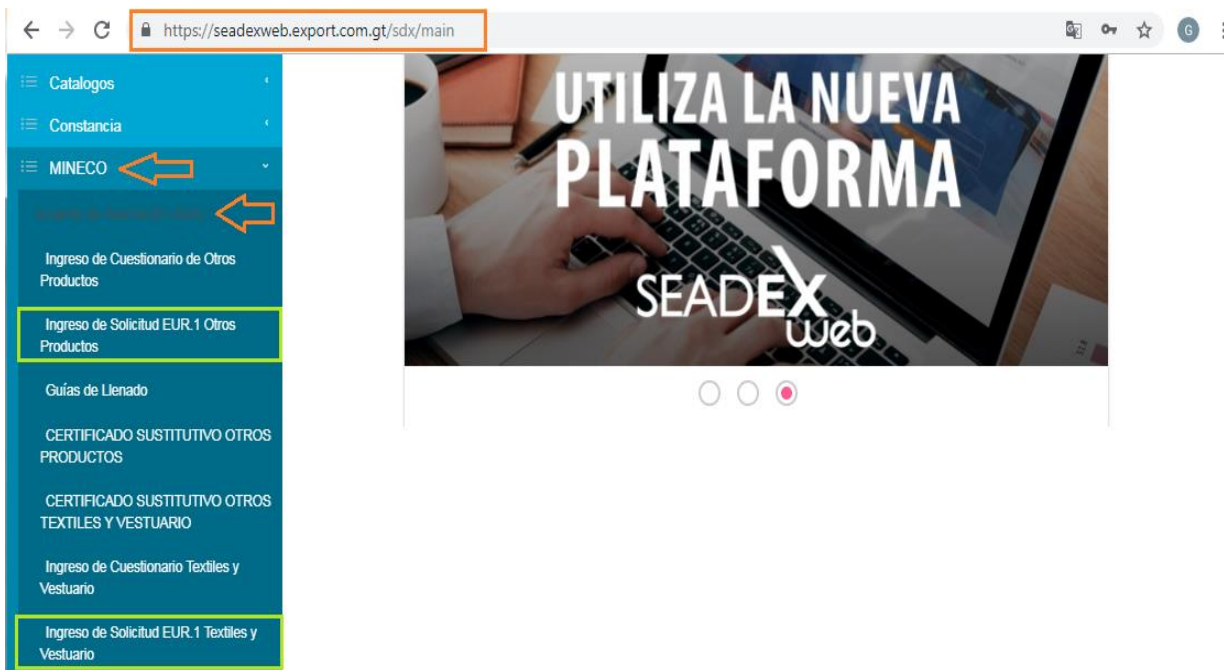 https://seadexweb.export.com.gt/sdx/main
G
Catalogos
Constancia
MINECO
Ingreso de Cuestionario de Otros
Productos
Ingreso de Solicitud EUR.1 Otros
Productos
Guías de Llenado
CERTIFICADO SUSTITUTIVO OTROS
PRODUCTOS
CERTIFICADO SUSTITUTIVO OTROS
TEXTILES Y VESTUARIO
Ingreso de Cuestionario Textiles y
Vestuario
Ingreso de Solicitud EUR.1 Textiles y
Vestuario
UTILIZA LA NUEVA
PLATAFORMA
SEADEX
web